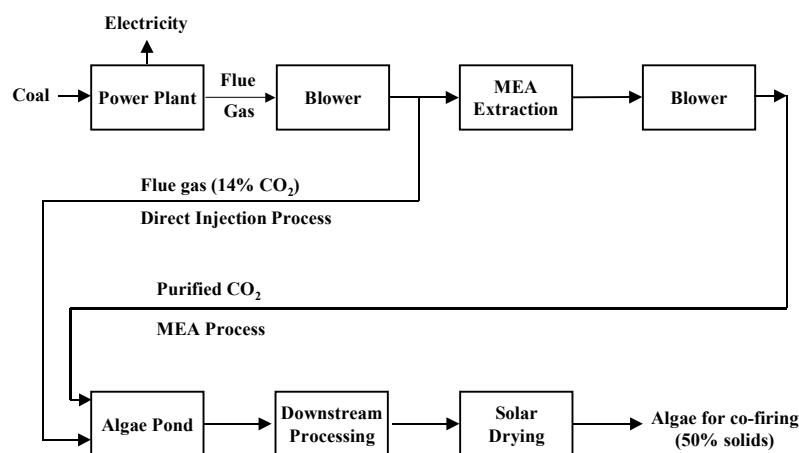 Electricity
Coal
Power Plant
Flue
Gas
Blower
MEA
Extraction
Blower
Flue gas (14% CO₂)
Direct Injection Process
Purified CO₂
MEA Process
Algae Pond
Downstream
Processing
Solar
Drying
Algae for co-firing
(50% solids)